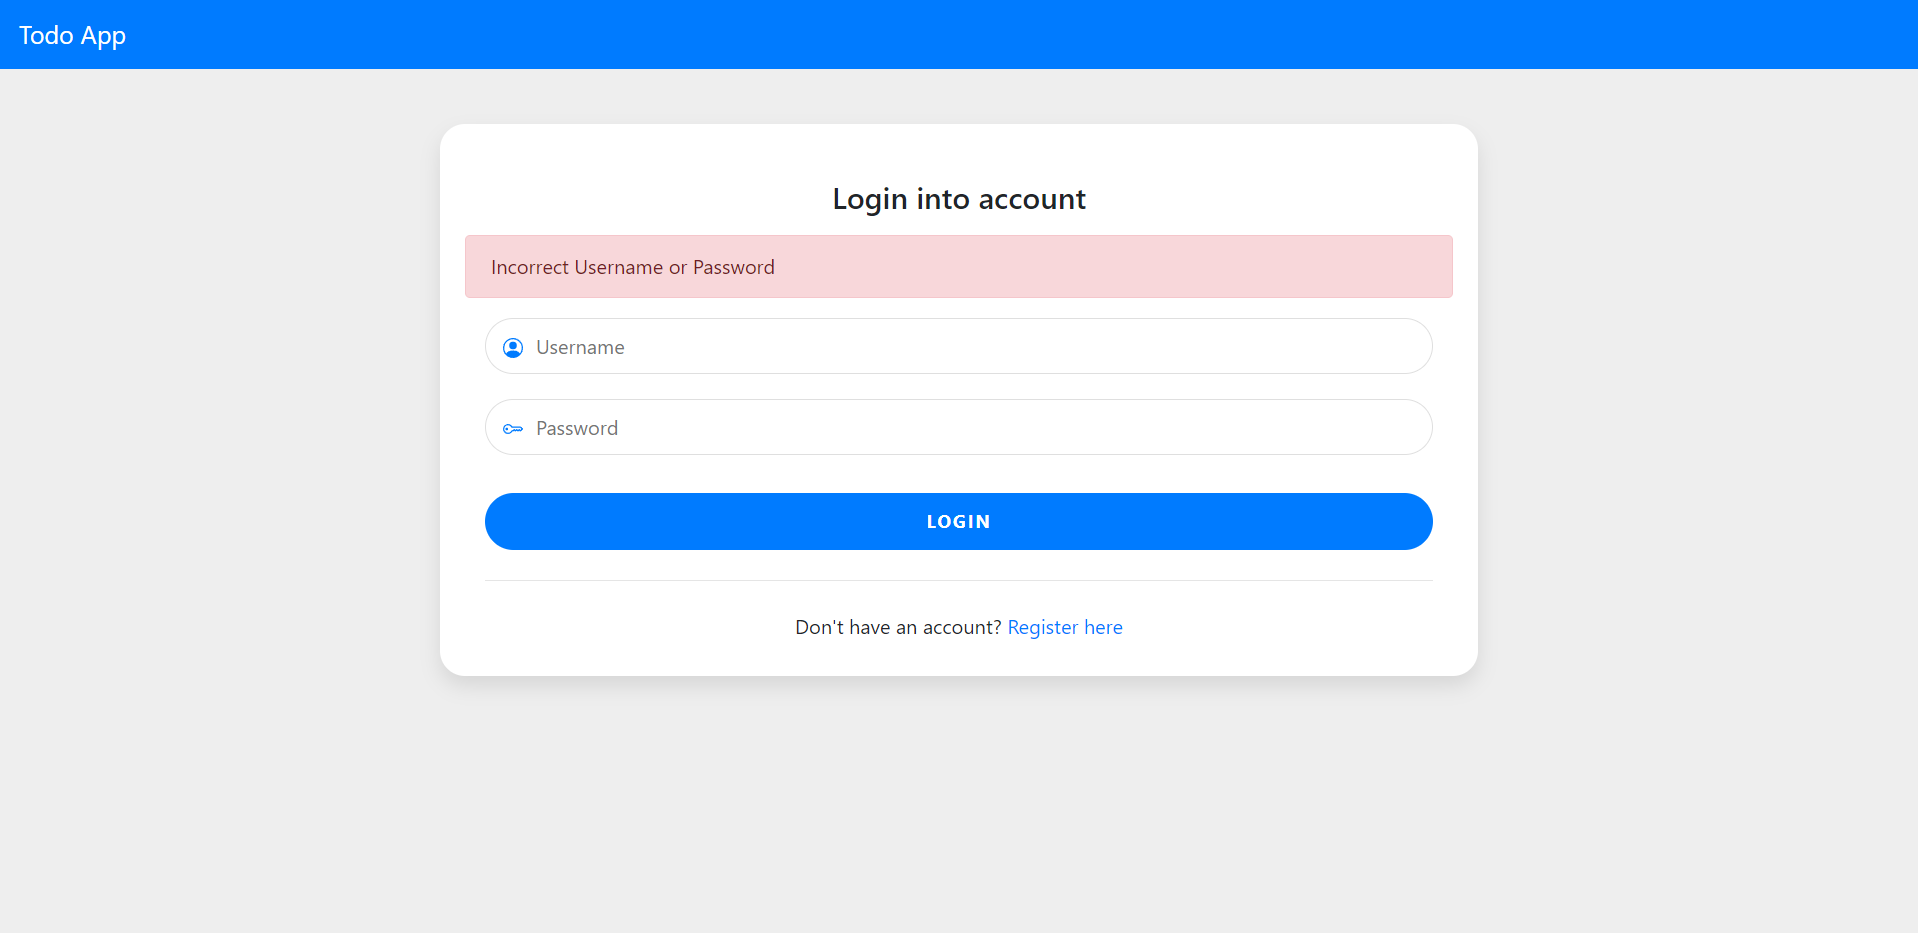 Todo App
Login into account
Incorrect Username or Password
Username
Password
LOGIN
Don't have an account? Register here